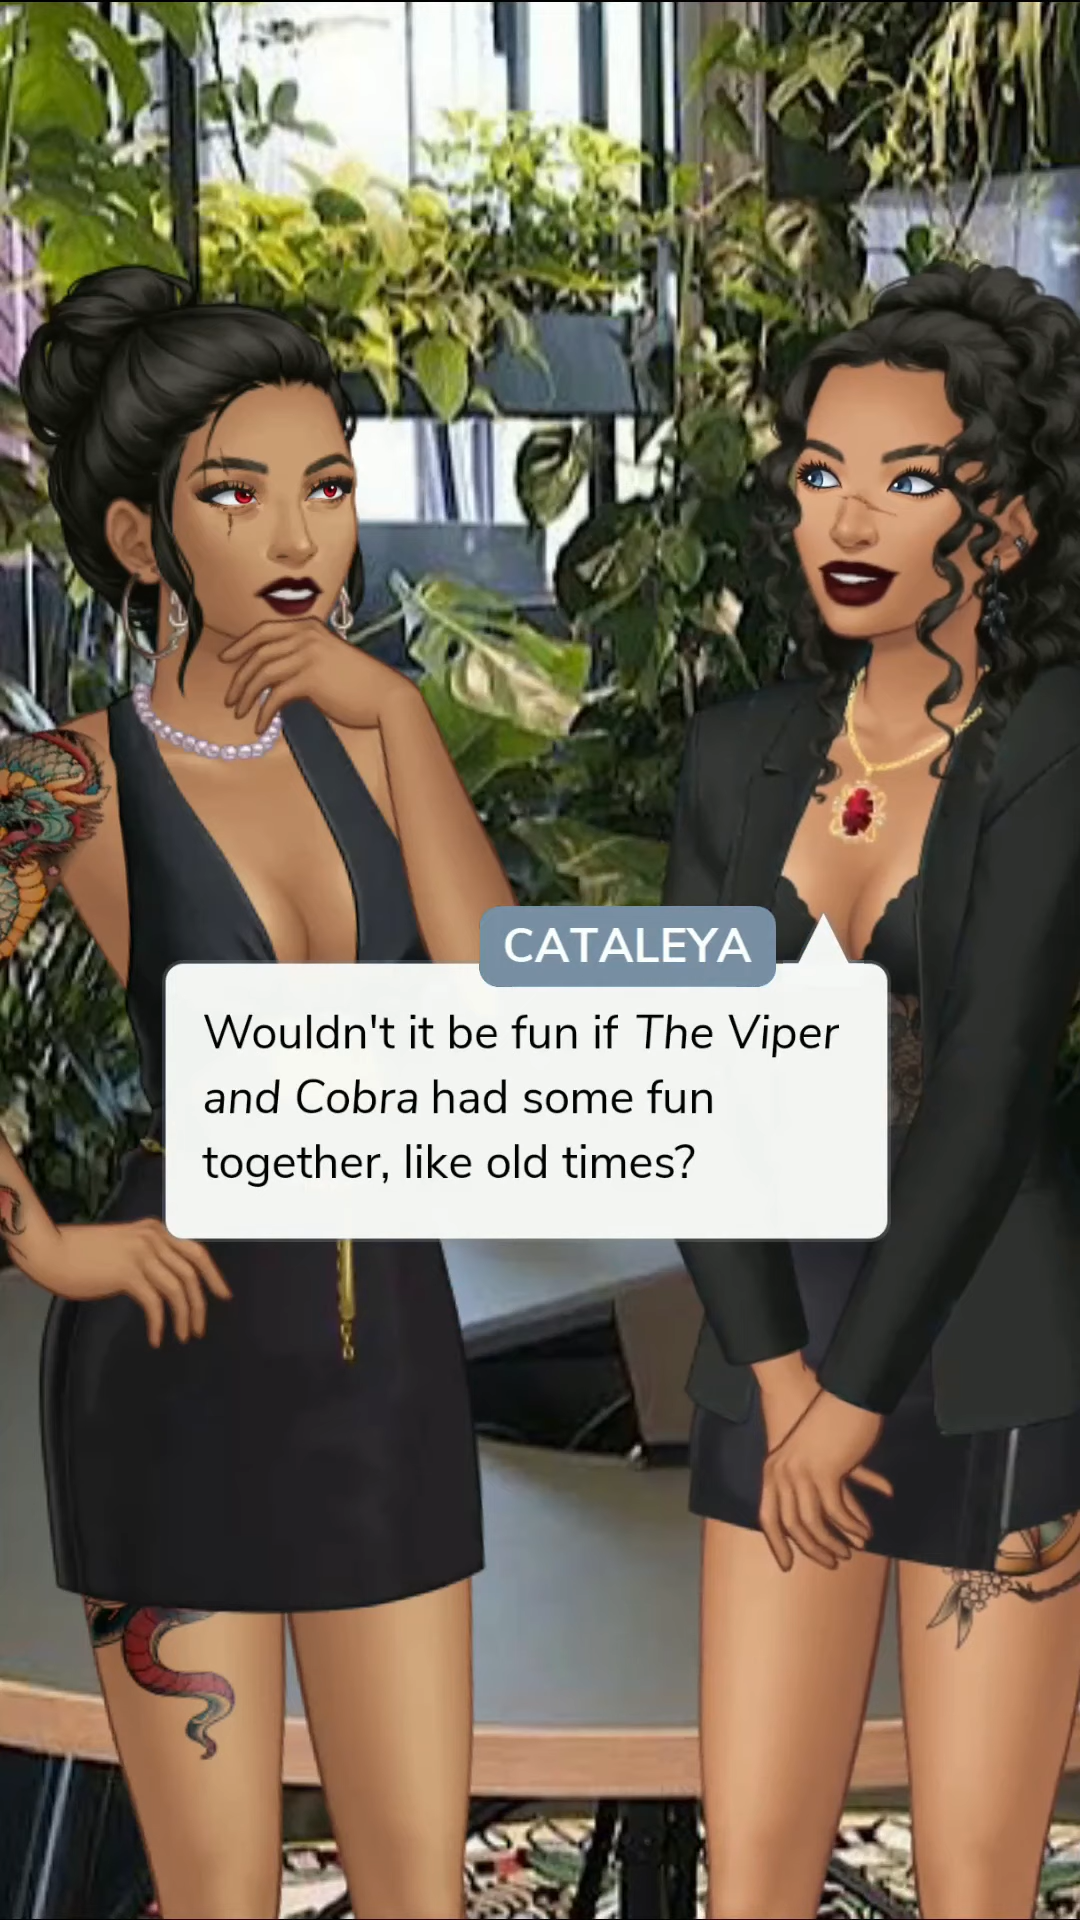 CATALEYA
Wouldn't it be fun if The Viper
and Cobra had some fun
together, like old times?